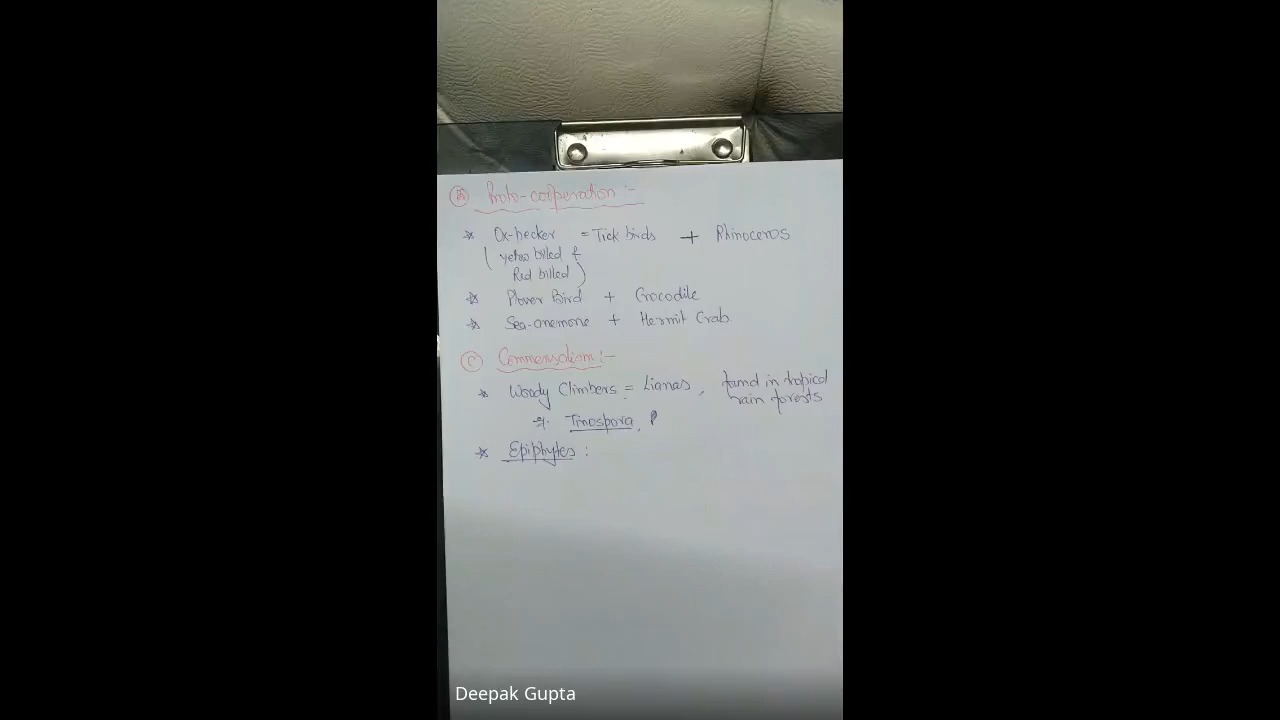 Ⓑ Proto-cooperation :-
* Ox-pecker = Tick birds + Rhinoceros
( yellow billed &
Red billed )
* Plover Bird + Crocodile
* Sea-anemone + Hermit Crab
Ⓒ Commensalism :-
* Woody Climbers = Lianas , found in tropical
rain forests
eg. Tinospora , P
* Epiphytes :
Deepak Gupta